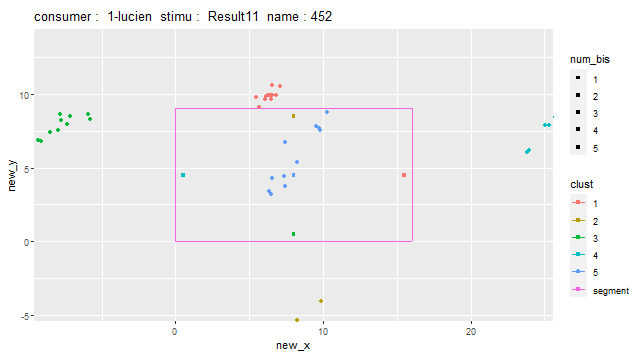 consumer :  1-lucien  stimu :  Result11  name : 452
new_y
10
5
0
-5
0
10
20
new_x
num_bis
1
2
3
4
5
clust
1
2
3
4
5
segment